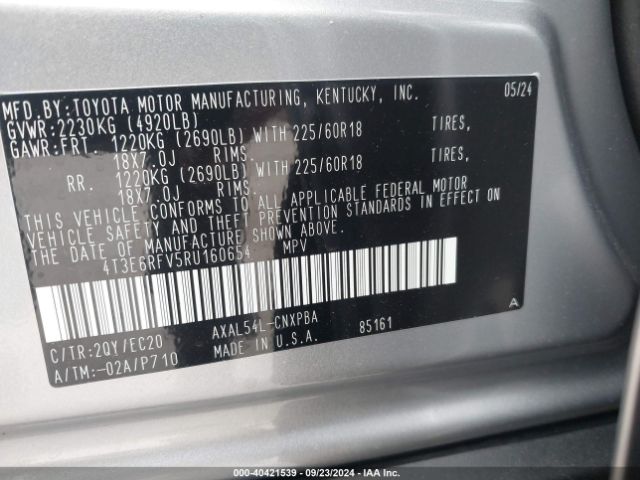 MFD.BY:TOYOTA MOTOR MANUFACTURING, KENTUCKY, INC. 05/24
GVWR:2230KG (4920LB)
GAWR:FRT 1220KG (2690LB) WITH 225/60R18 TIRES,
18X7.0J RIMS.
RR. 1220KG (2690LB) WITH 225/60R18 TIRES,
18X7.0J RIMS.
THIS VEHICLE CONFORMS TO ALL APPLICABLE FEDERAL MOTOR
VEHICLE SAFETY AND THEFT PREVENTION STANDARDS IN EFFECT ON
THE DATE OF MANUFACTURE SHOWN ABOVE.
4T3E6RFV5RU160654 MPV
C/TR:2QY/EC20 AXAL54L-CNXPBA 85161 A
A/TM:-02A/P710 MADE IN U.S.A.
000-40421539 - 09/23/2024 - IAAI.COM